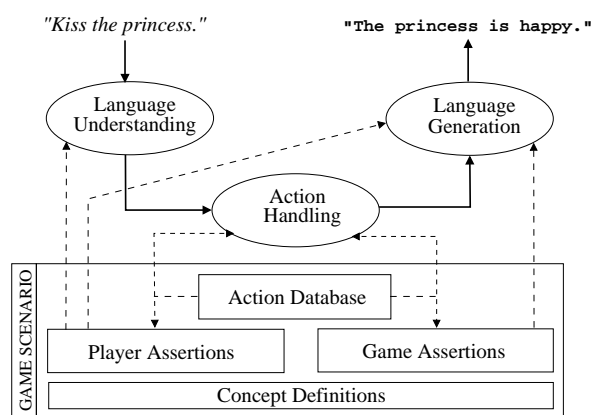 "Kiss the princess."
"The princess is happy."
Language
Understanding
Language
Generation
Action
Handling
GAME SCENARIO
Action Database
Player Assertions
Game Assertions
Concept Definitions